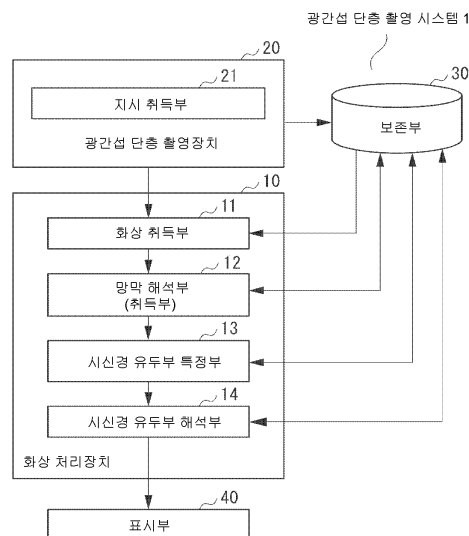 광간섭 단층 촬영 시스템 1
20
21
지시 취득부
광간섭 단층 촬영장치
30
보존부
10
11
화상 취득부
12
망막 해석부
(취득부)
13
시신경 유두부 특정부
14
시신경 유두부 해석부
화상 처리장치
40
표시부